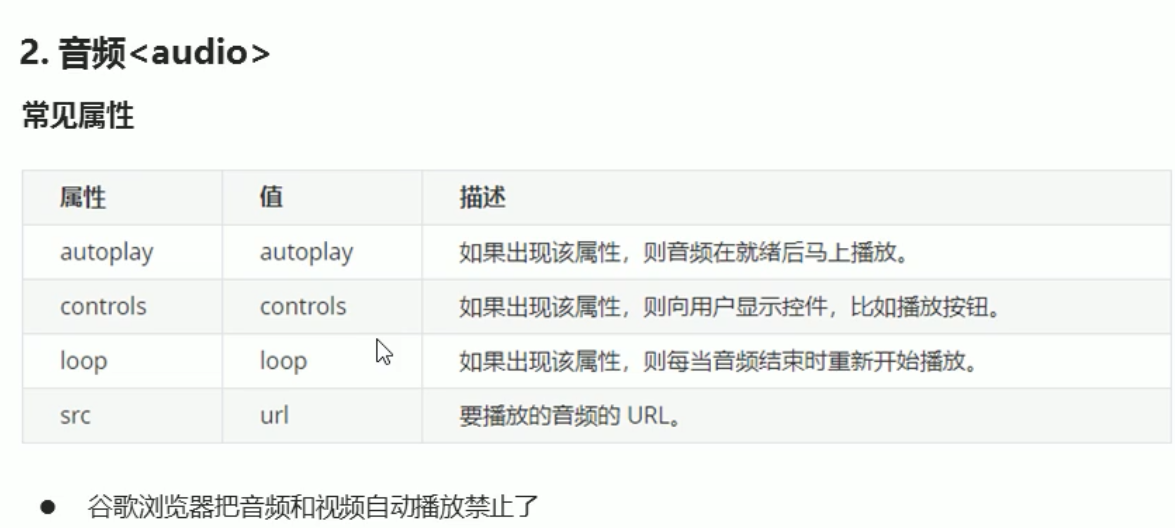 2. 音频<audio>
常见属性
属性 值 描述
autoplay autoplay 如果出现该属性，则音频在就绪后马上播放。
controls controls 如果出现该属性，则向用户显示控件，比如播放按钮。
loop loop 如果出现该属性，则每当音频结束时重新开始播放。
src url 要播放的音频的 URL。
● 谷歌浏览器把音频和视频自动播放禁止了